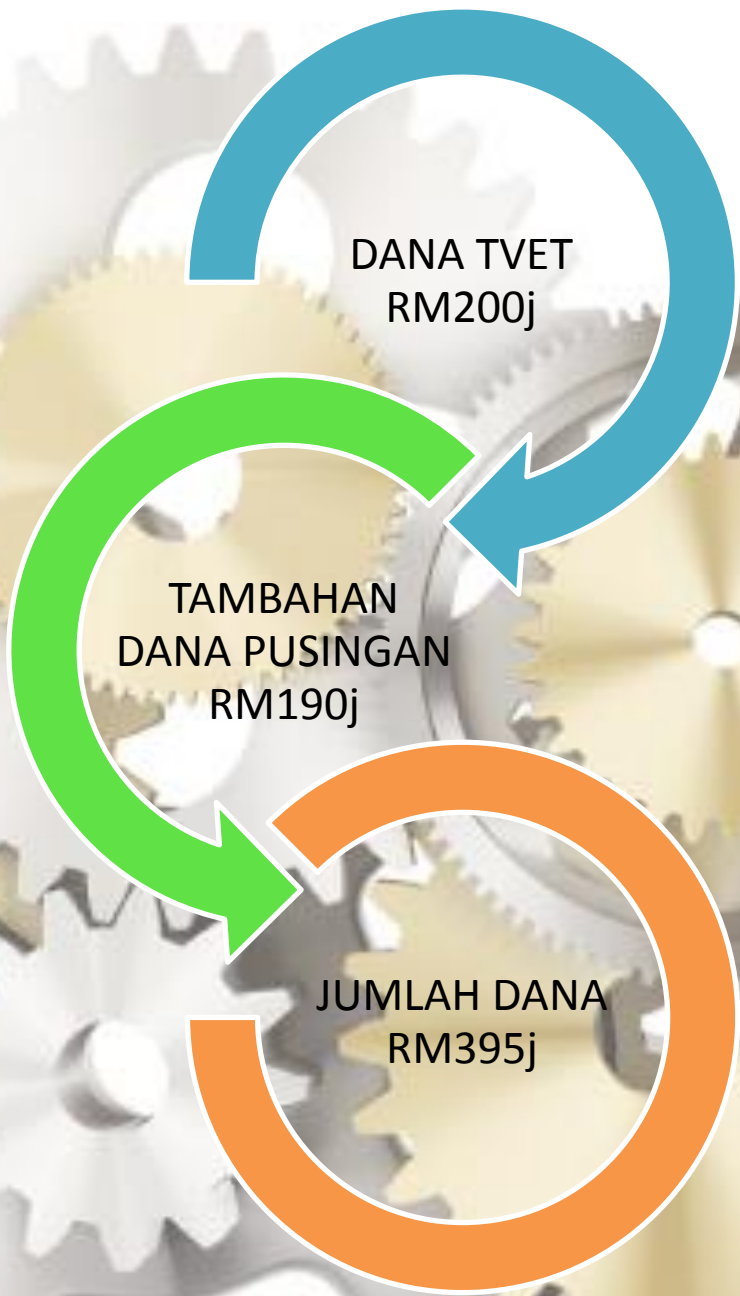 DANA TVET
RM200j
TAMBAHAN
DANA PUSINGAN
RM190j
JUMLAH DANA
RM395j